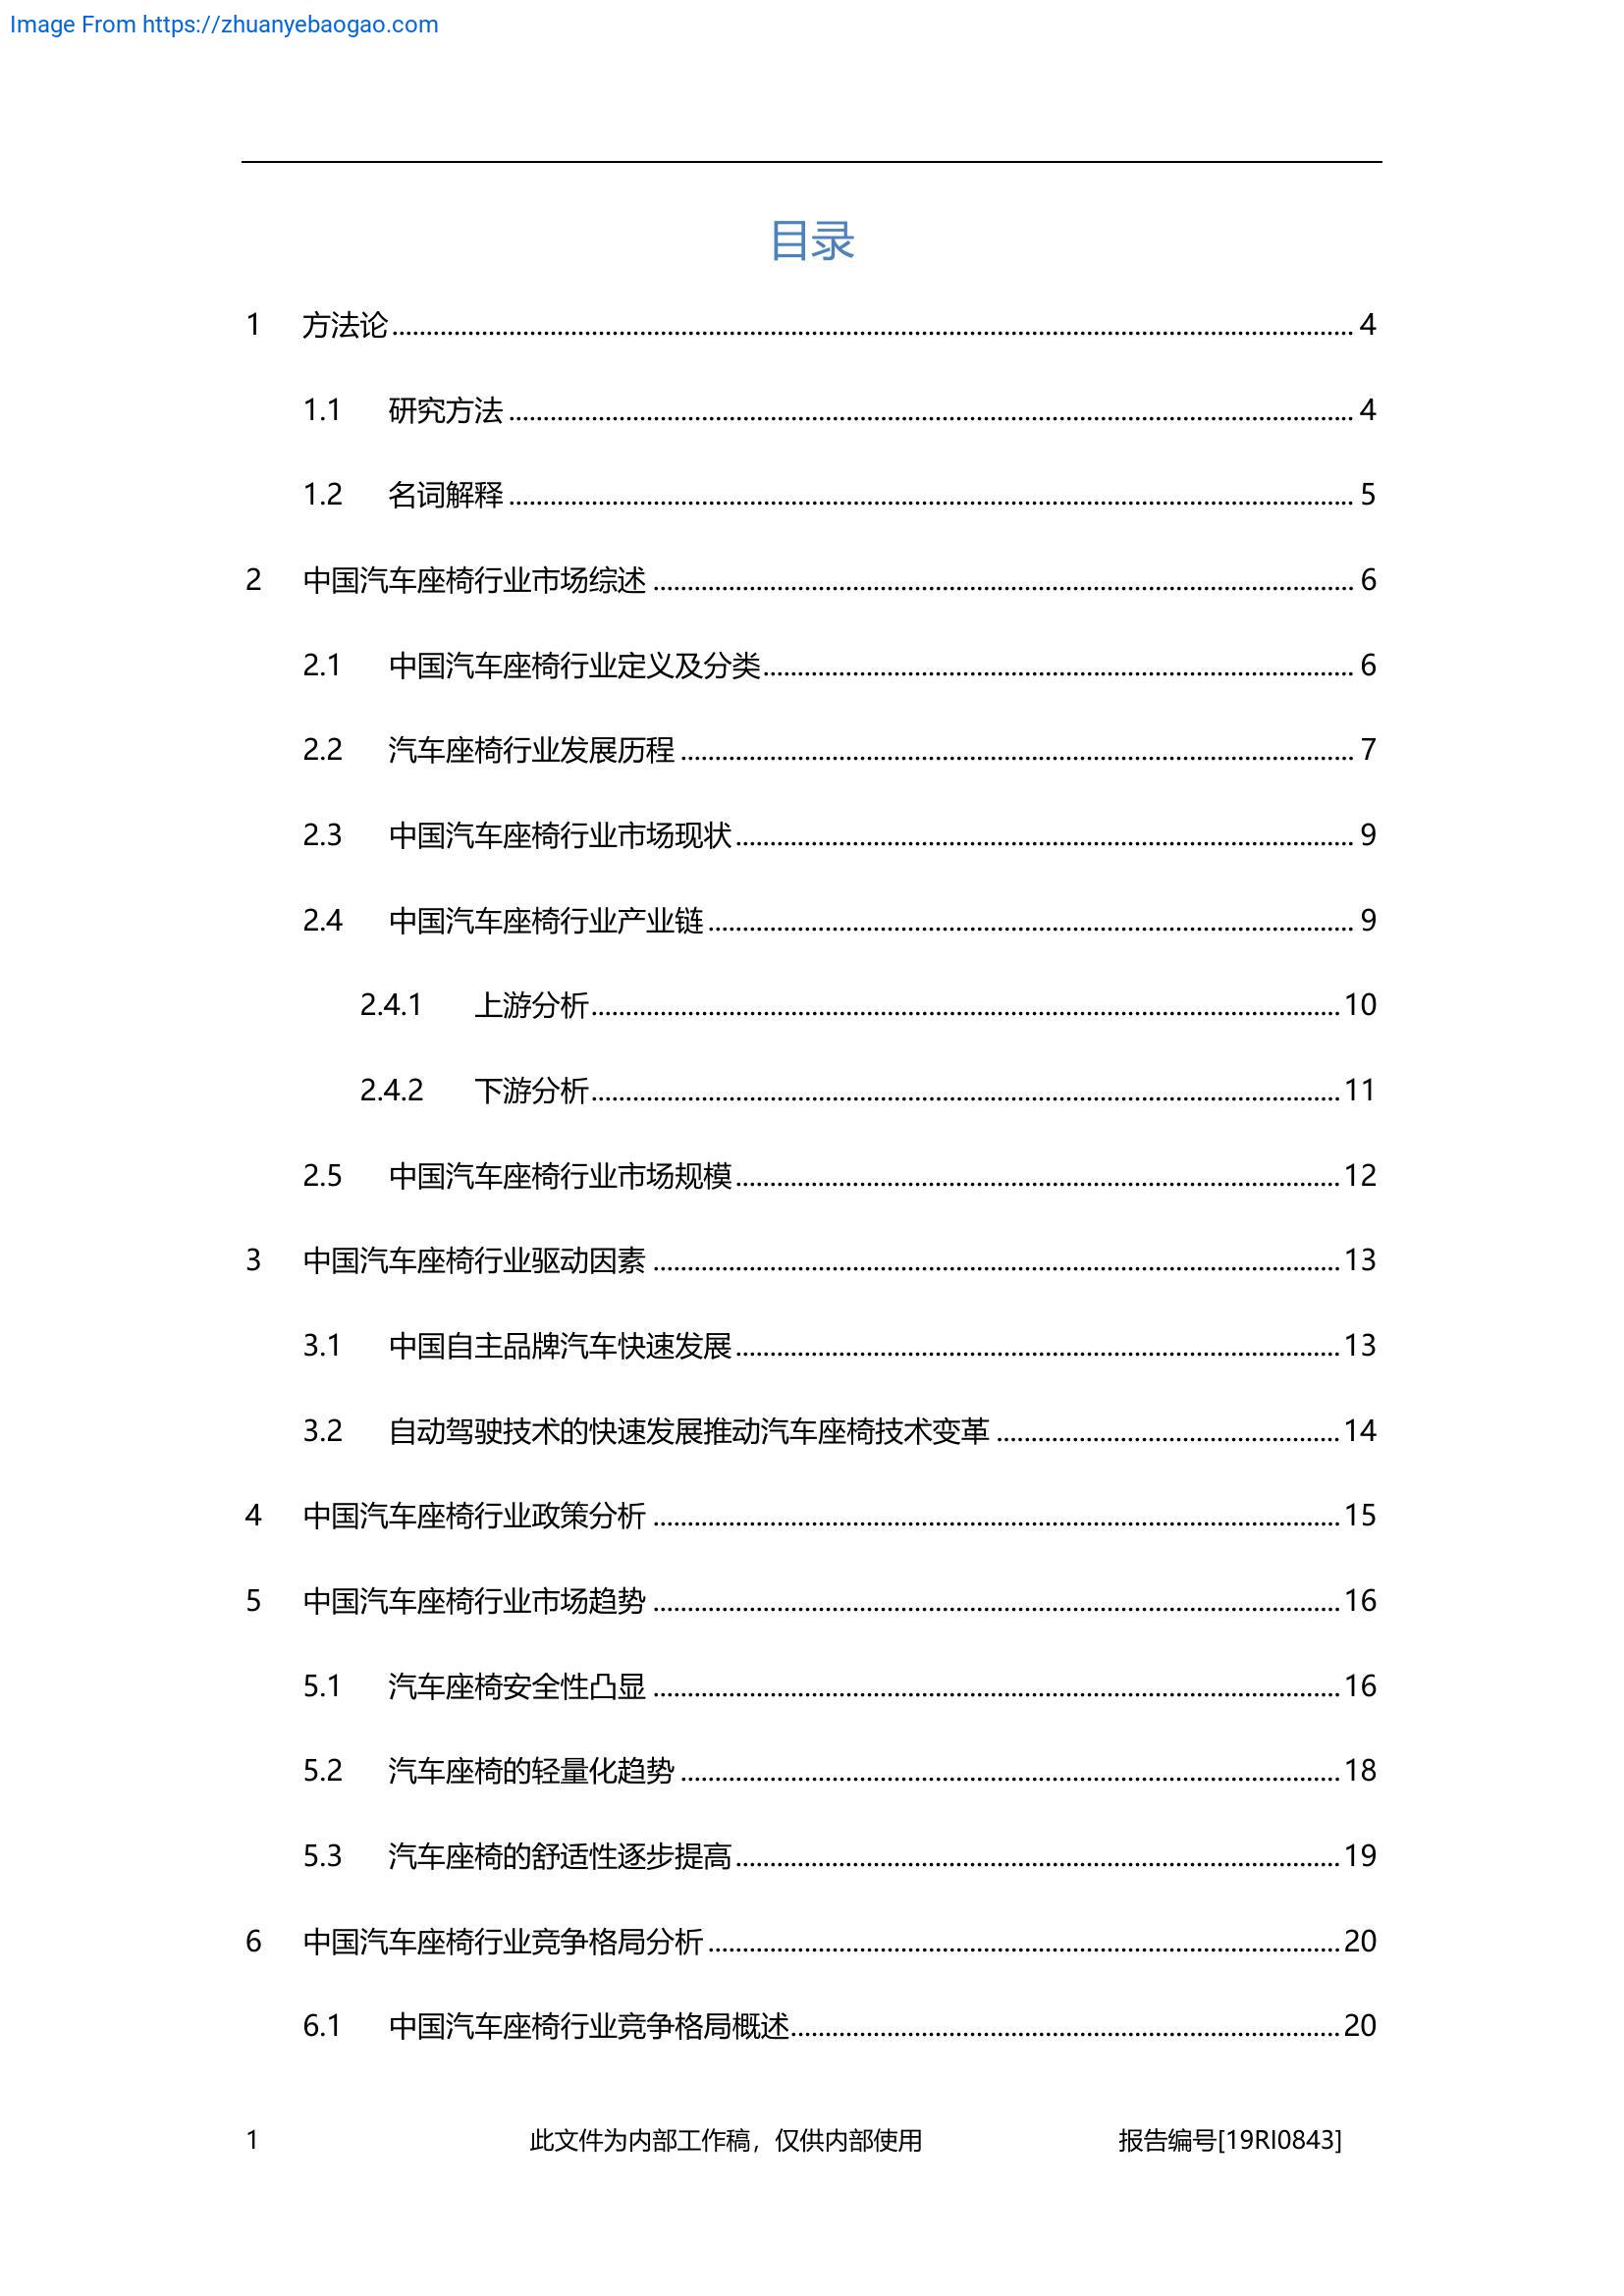 Image From https://zhuanyebaogao.com
目录
1 方法论 4
1.1 研究方法 4
1.2 名词解释 5
2 中国汽车座椅行业市场综述 6
2.1 中国汽车座椅行业定义及分类 6
2.2 汽车座椅行业发展历程 7
2.3 中国汽车座椅行业市场现状 9
2.4 中国汽车座椅行业产业链 9
2.4.1 上游分析 10
2.4.2 下游分析 11
2.5 中国汽车座椅行业市场规模 12
3 中国汽车座椅行业驱动因素 13
3.1 中国自主品牌汽车快速发展 13
3.2 自动驾驶技术的快速发展推动汽车座椅技术变革 14
4 中国汽车座椅行业政策分析 15
5 中国汽车座椅行业市场趋势 16
5.1 汽车座椅安全性凸显 16
5.2 汽车座椅的轻量化趋势 18
5.3 汽车座椅的舒适性逐步提高 19
6 中国汽车座椅行业竞争格局分析 20
6.1 中国汽车座椅行业竞争格局概述 20
1 此文件为内部工作稿，仅供内部使用 报告编号[19RI0843]